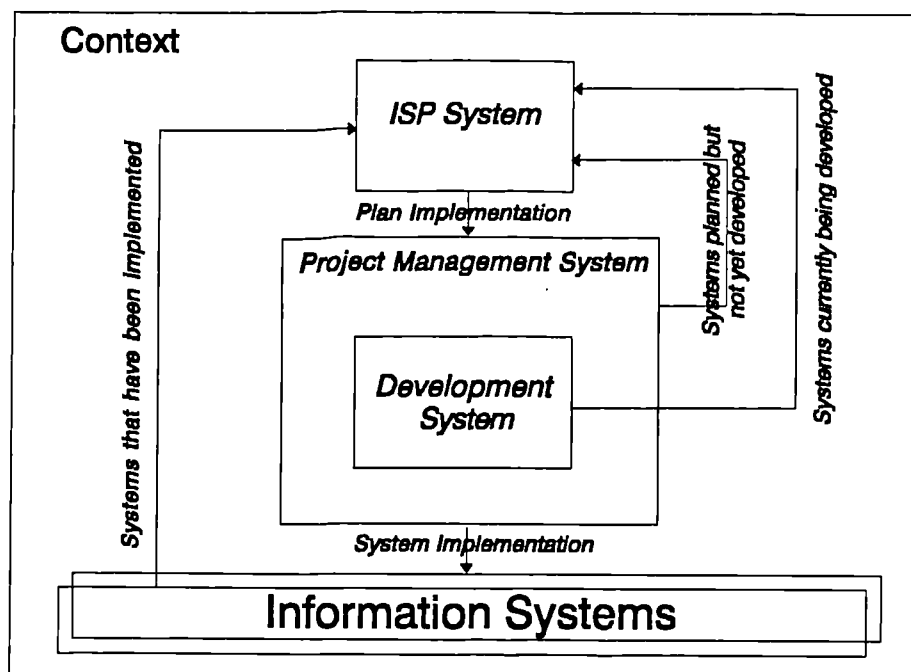 Context
ISP System
Plan Implementation
Project Management System
Development
System
System Implementation
Information Systems
Systems that have been implemented
Systems planned but
not yet developed
Systems currently being developed